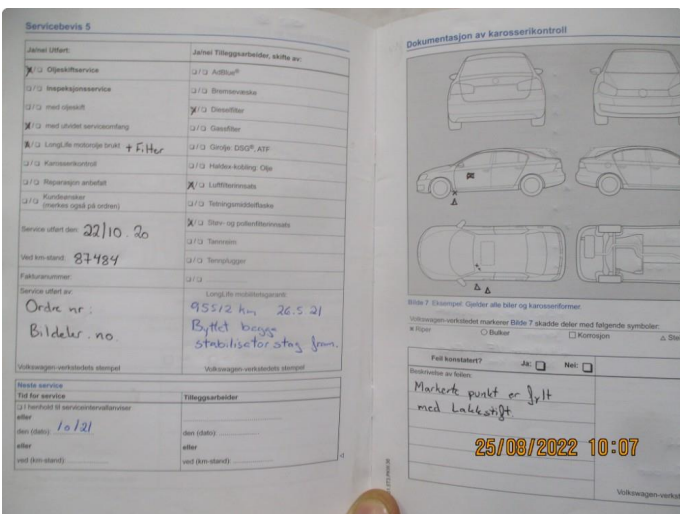 Servicebevis 5
Ja/nei Utført:
Ja/nei Tilleggsarbeider, skifte av:
Oljeskiftservice
AdBlue®
Inspeksjonsservice
Bremsevæske
med oljeskift
Dieselfilter
med utvidet serviceomfang
Gassfilter
LongLife motorolje brukt + Filter
Girolje: DSG®, ATF
Karosserikontroll
Haldex-kobling: Olje
Reparasjon anbefalt
Luftfilterinnsats
Kundeønsker
(merkes også på ordren)
Tetningsmiddelflaske
Støv- og pollenfilterinnsats
Service utført den: 22/10. 20
Tannreim
Ved km-stand: 87484
Tennplugger
Fakturanummer:
Service utført av:
LongLife mobilitetsgaranti:
Ordre nr:
Bildeler.no.
95512 km 26.5 21
Byttet begge
stabilisator stag fram.
Volkswagen-verkstedets stempel
Volkswagen-verkstedets stempel
Neste service
Tid for service
Tilleggsarbeider
I henhold til serviceintervallanviser
eller
den (dato): 10/21
den (dato):
eller
eller
ved (km-stand):
ved (km-stand):
Dokumentasjon av karosserikontroll
Bilde 7 Eksempel: Gjelder alle biler og karosseriformer.
Volkswagen-verkstedet markerer Bilde 7 skadde deler med følgende symboler:
Riper
Bulker
Korrosjon
Feil konstatert?
Ja:
Nei:
Beskrivelse av feilen:
Markerte punkt er fylt
med Lakkstift.
25/08/2022 10:07